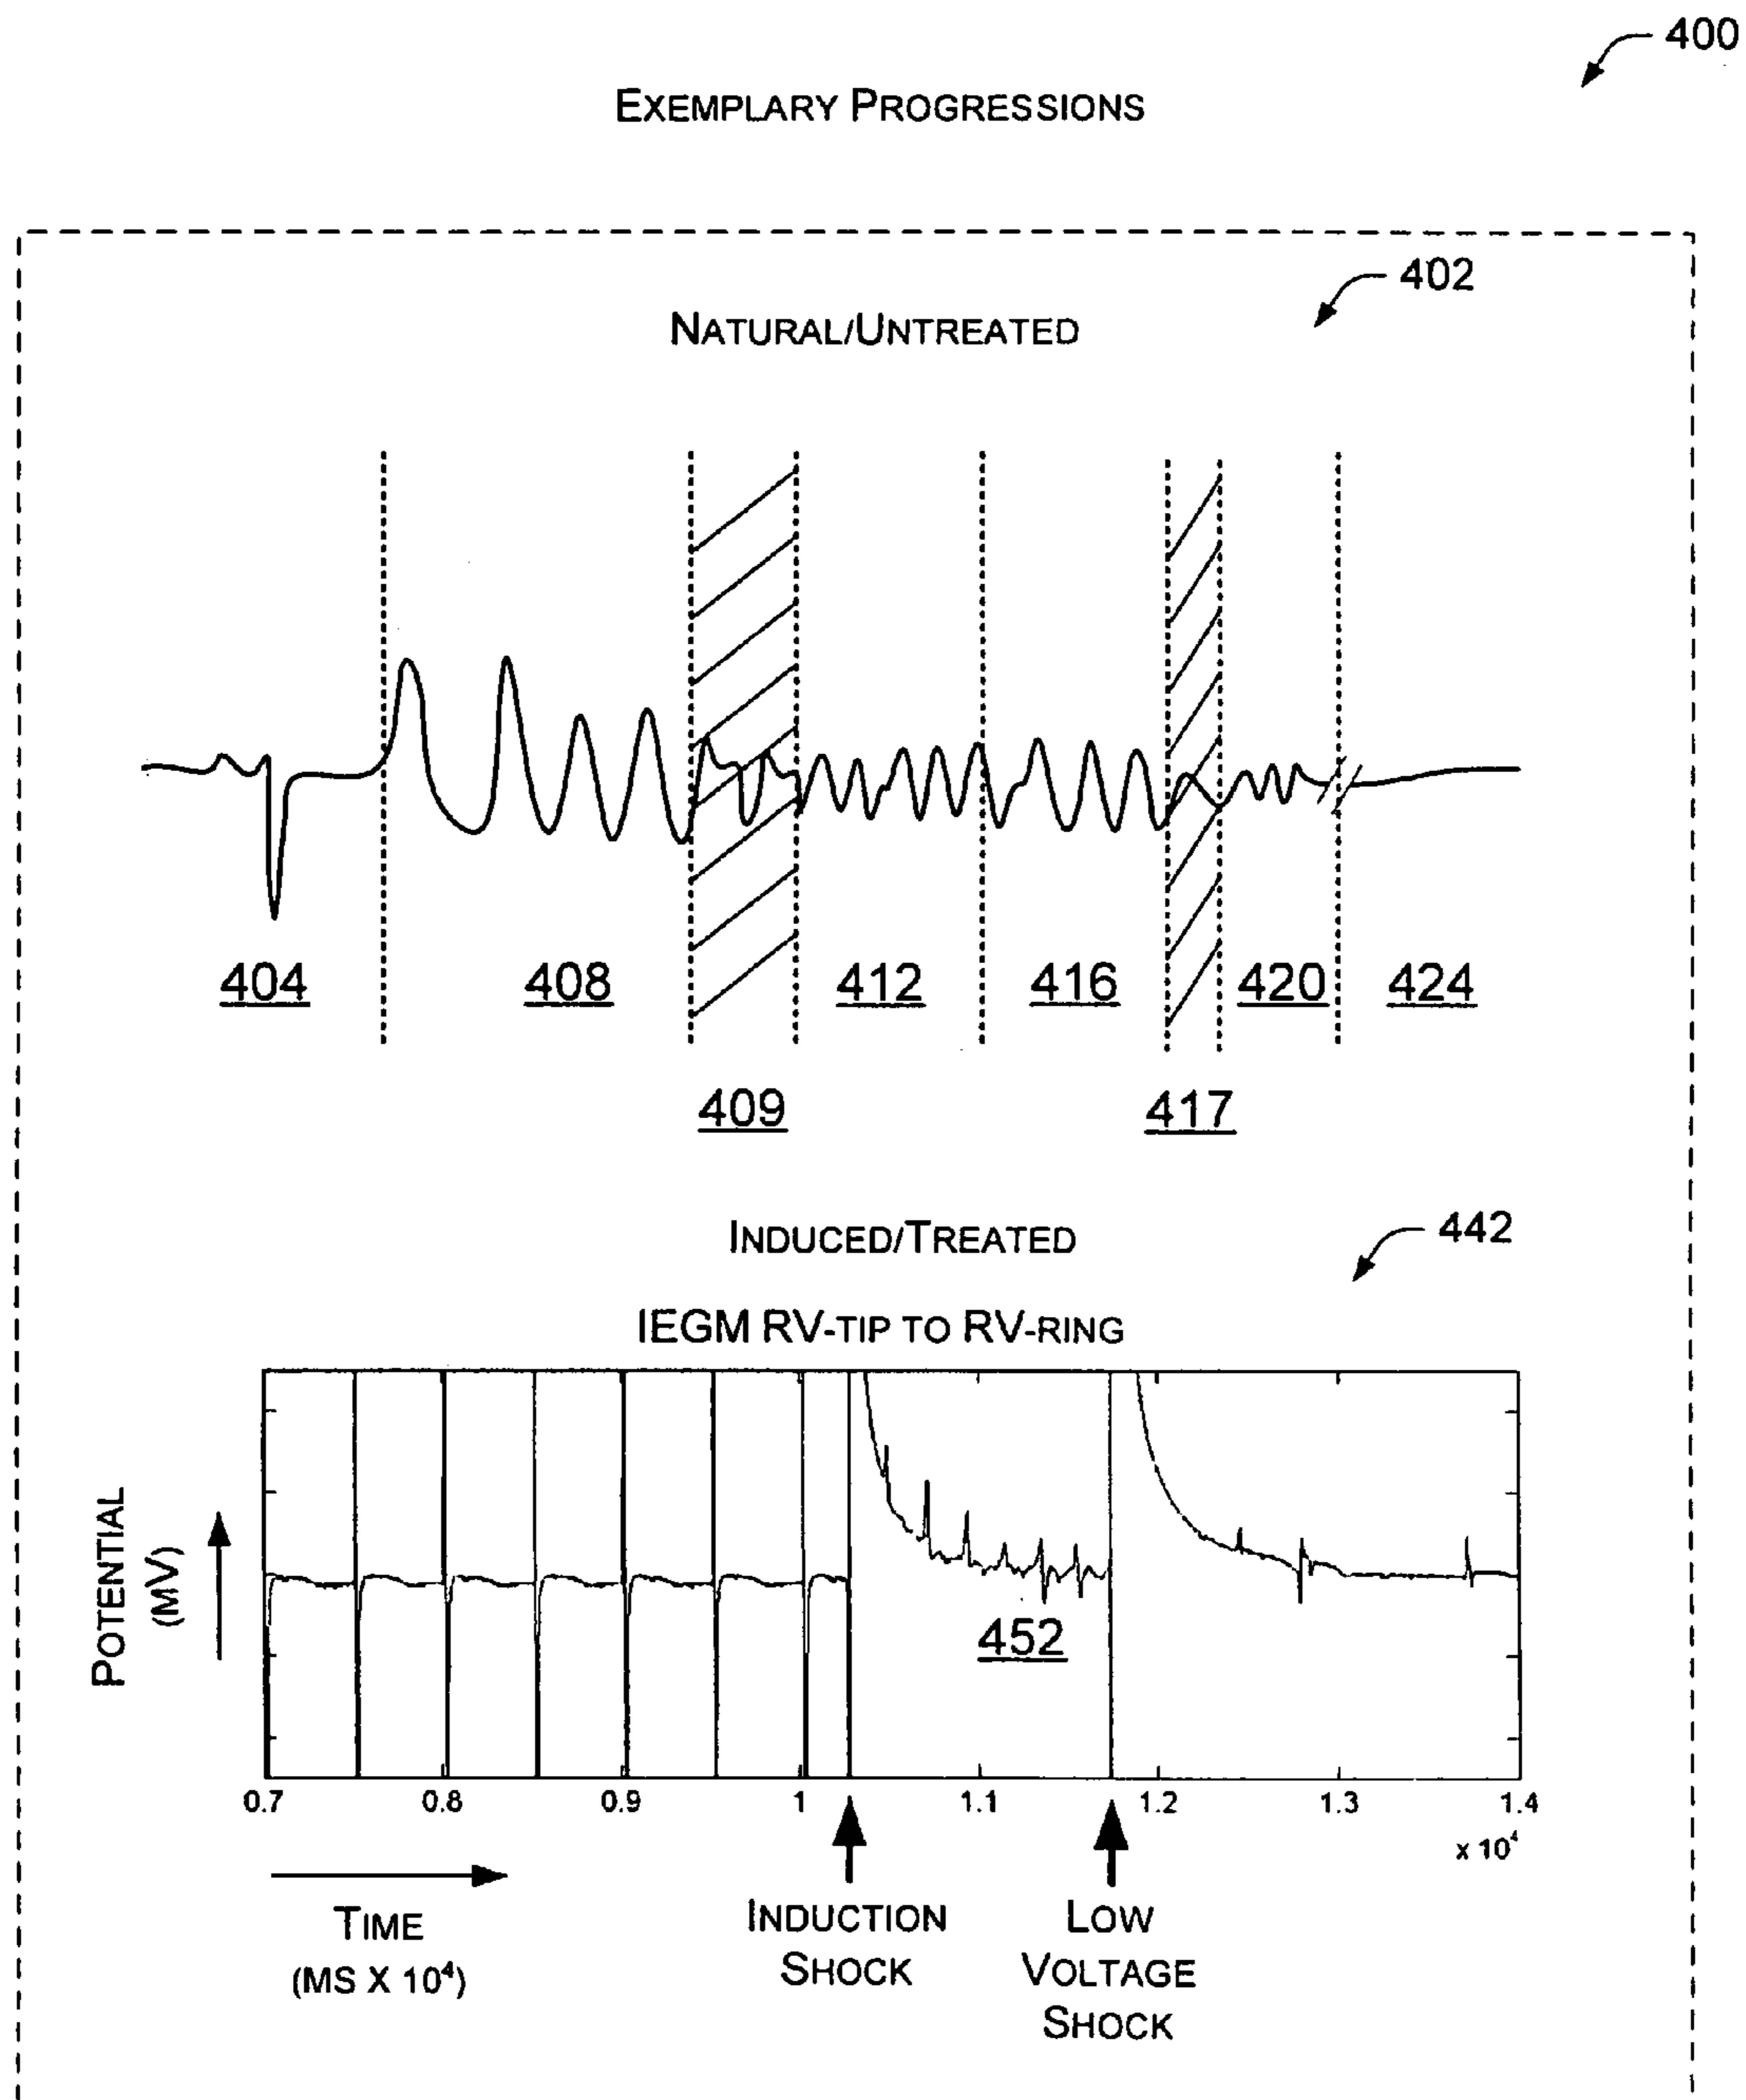 400
EXEMPLARY PROGRESSIONS
402
NATURAL/UNTREATED
404 408 412 416 420 424
409 417
INDUCED/TREATED
442
IEGM RV-TIP TO RV-RING
POTENTIAL
(MV)
452
0.7 0.8 0.9 1 1.1 1.2 1.3 1.4
x 10⁴
TIME
(MS X 10⁴)
INDUCTION
SHOCK
LOW
VOLTAGE
SHOCK